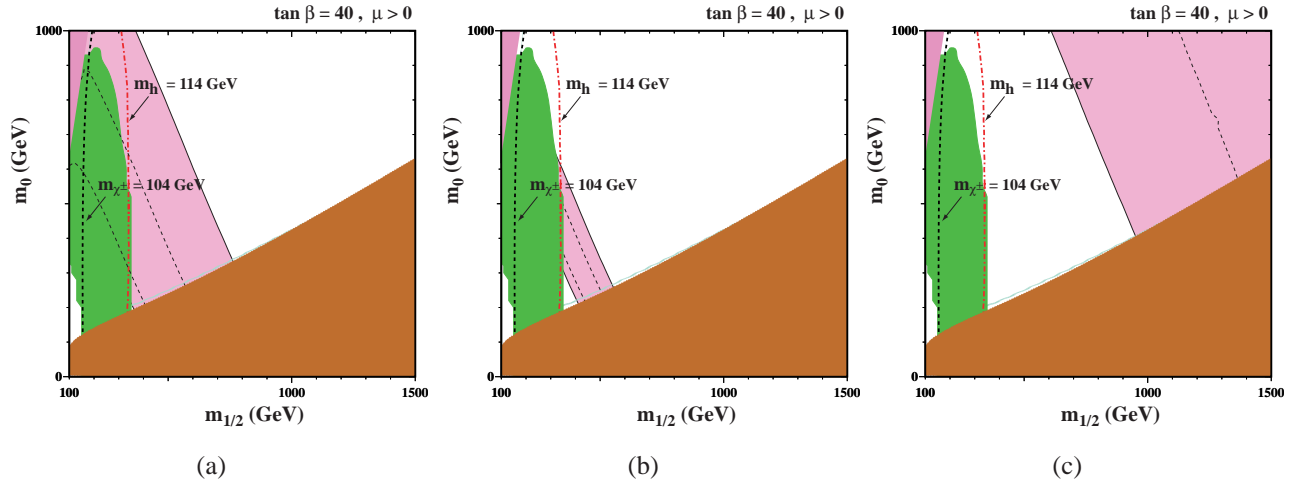 tan β = 40 , μ > 0
1000
m_h = 114 GeV
m_χ± = 104 GeV
m_0 (GeV)
0
100 1000 1500
m_1/2 (GeV)
(a)
tan β = 40 , μ > 0
1000
m_h = 114 GeV
m_χ± = 104 GeV
m_0 (GeV)
0
100 1000 1500
m_1/2 (GeV)
(b)
tan β = 40 , μ > 0
1000
m_h = 114 GeV
m_χ± = 104 GeV
m_0 (GeV)
0
100 1000 1500
m_1/2 (GeV)
(c)